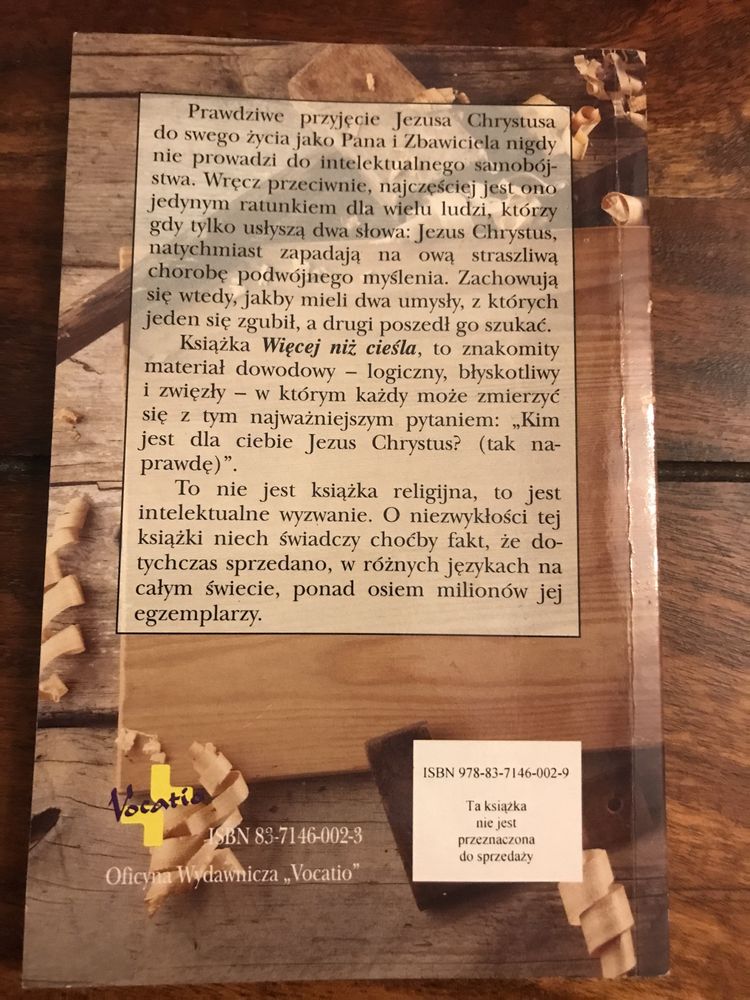 Prawdziwe przyjęcie Jezusa Chrystusa
do swego życia jako Pana i Zbawiciela nigdy
nie prowadzi do intelektualnego samobój-
stwa. Wręcz przeciwnie, najczęściej jest ono
jedynym ratunkiem dla wielu ludzi, którzy
gdy tylko usłyszą dwa słowa: Jezus Chrystus,
natychmiast zapadają na ową straszliwą
chorobę podwójnego myślenia. Zachowują
się wtedy, jakby mieli dwa umysły, z których
jeden się zgubił, a drugi poszedł go szukać.
Książka Więcej niż cieśla, to znakomity
materiał dowodowy – logiczny, błyskotliwy
i zwięzły – w którym każdy może zmierzyć
się z tym najważniejszym pytaniem: „Kim
jest dla ciebie Jezus Chrystus? (tak na-
prawdę)”.
To nie jest książka religijna, to jest
intelektualne wyzwanie. O niezwykłości tej
książki niech świadczy choćby fakt, że do-
tychczas sprzedano, w różnych językach na
całym świecie, ponad osiem milionów jej
egzemplarzy.
Vocatio
ISBN 83-7146-002-3
Oficyna Wydawnicza „Vocatio”
ISBN 978-83-7146-002-9
Ta książka
nie jest
przeznaczona
do sprzedaży